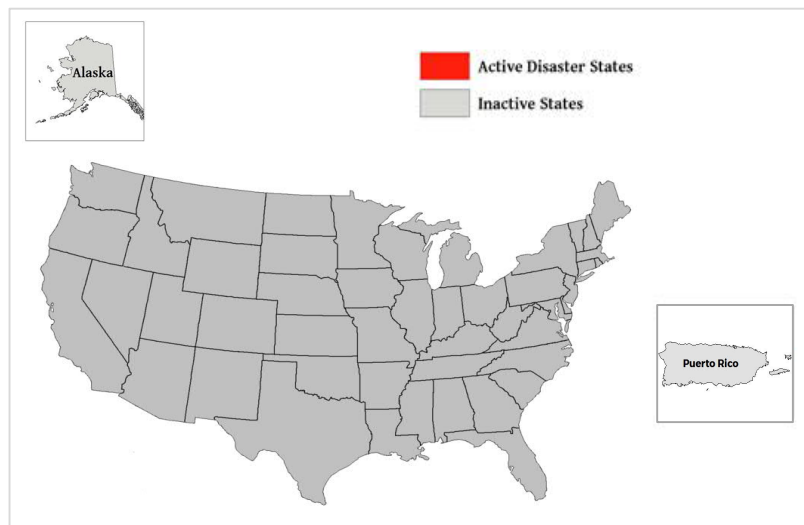 Alaska
Active Disaster States
Inactive States
Puerto Rico